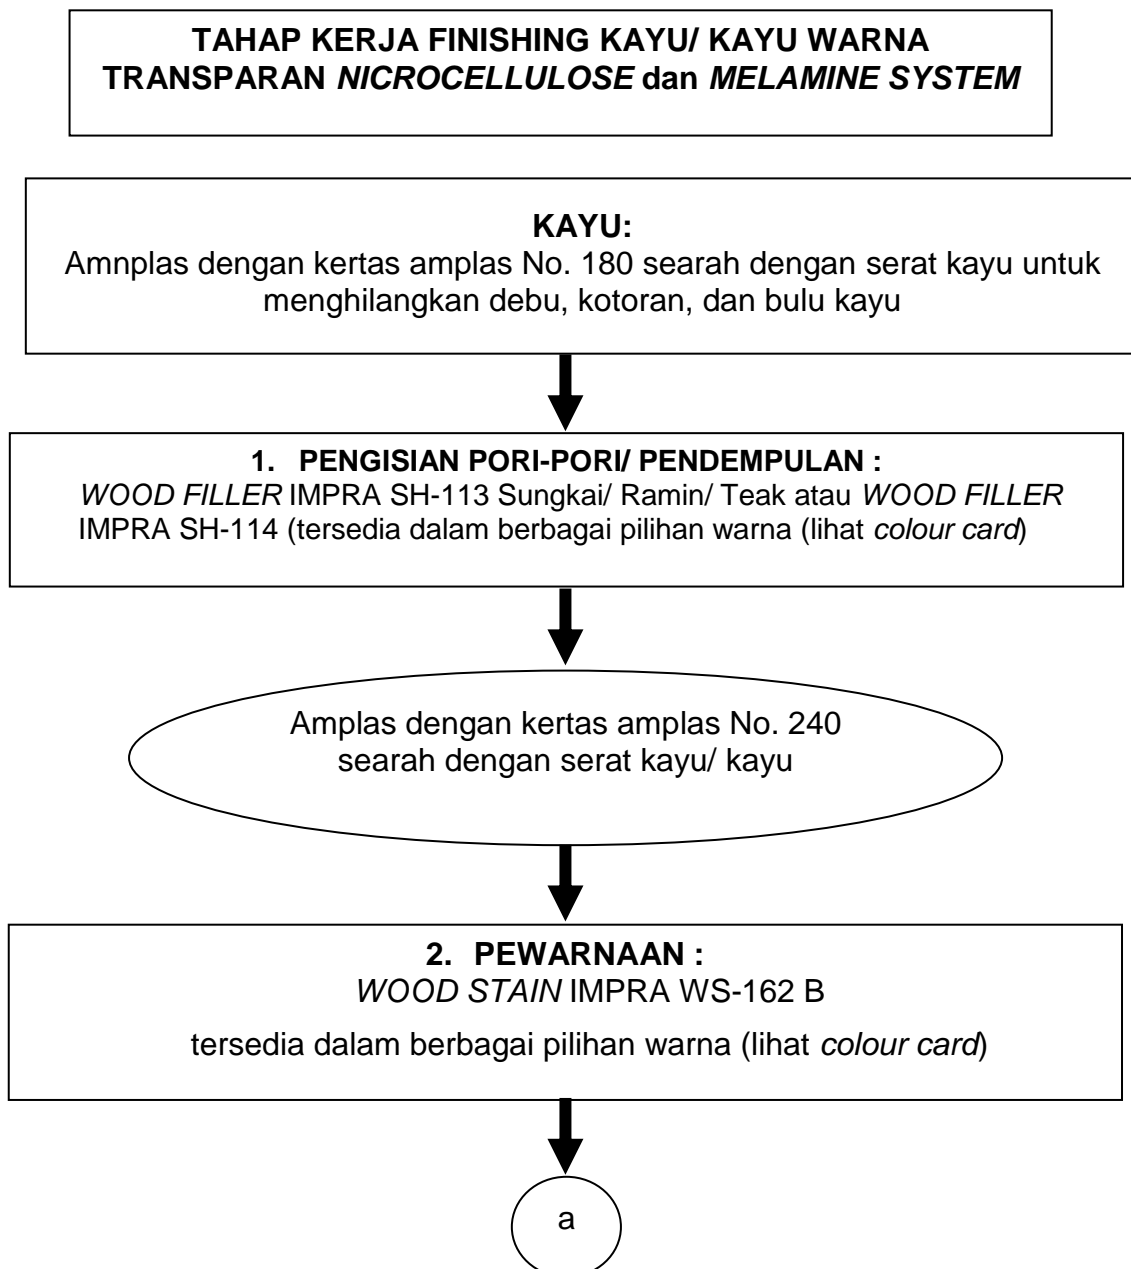 TAHAP KERJA FINISHING KAYU/ KAYU WARNA
TRANSPARAN NICROCELLULOSE dan MELAMINE SYSTEM
KAYU:
Amnplas dengan kertas amplas No. 180 searah dengan serat kayu untuk
menghilangkan debu, kotoran, dan bulu kayu
1. PENGISIAN PORI-PORI/ PENDEMPULAN :
WOOD FILLER IMPRA SH-113 Sungkai/ Ramin/ Teak atau WOOD FILLER
IMPRA SH-114 (tersedia dalam berbagai pilihan warna (lihat colour card)
Amplas dengan kertas amplas No. 240
searah dengan serat kayu/ kayu
2. PEWARNAAN :
WOOD STAIN IMPRA WS-162 B
tersedia dalam berbagai pilihan warna (lihat colour card)
a